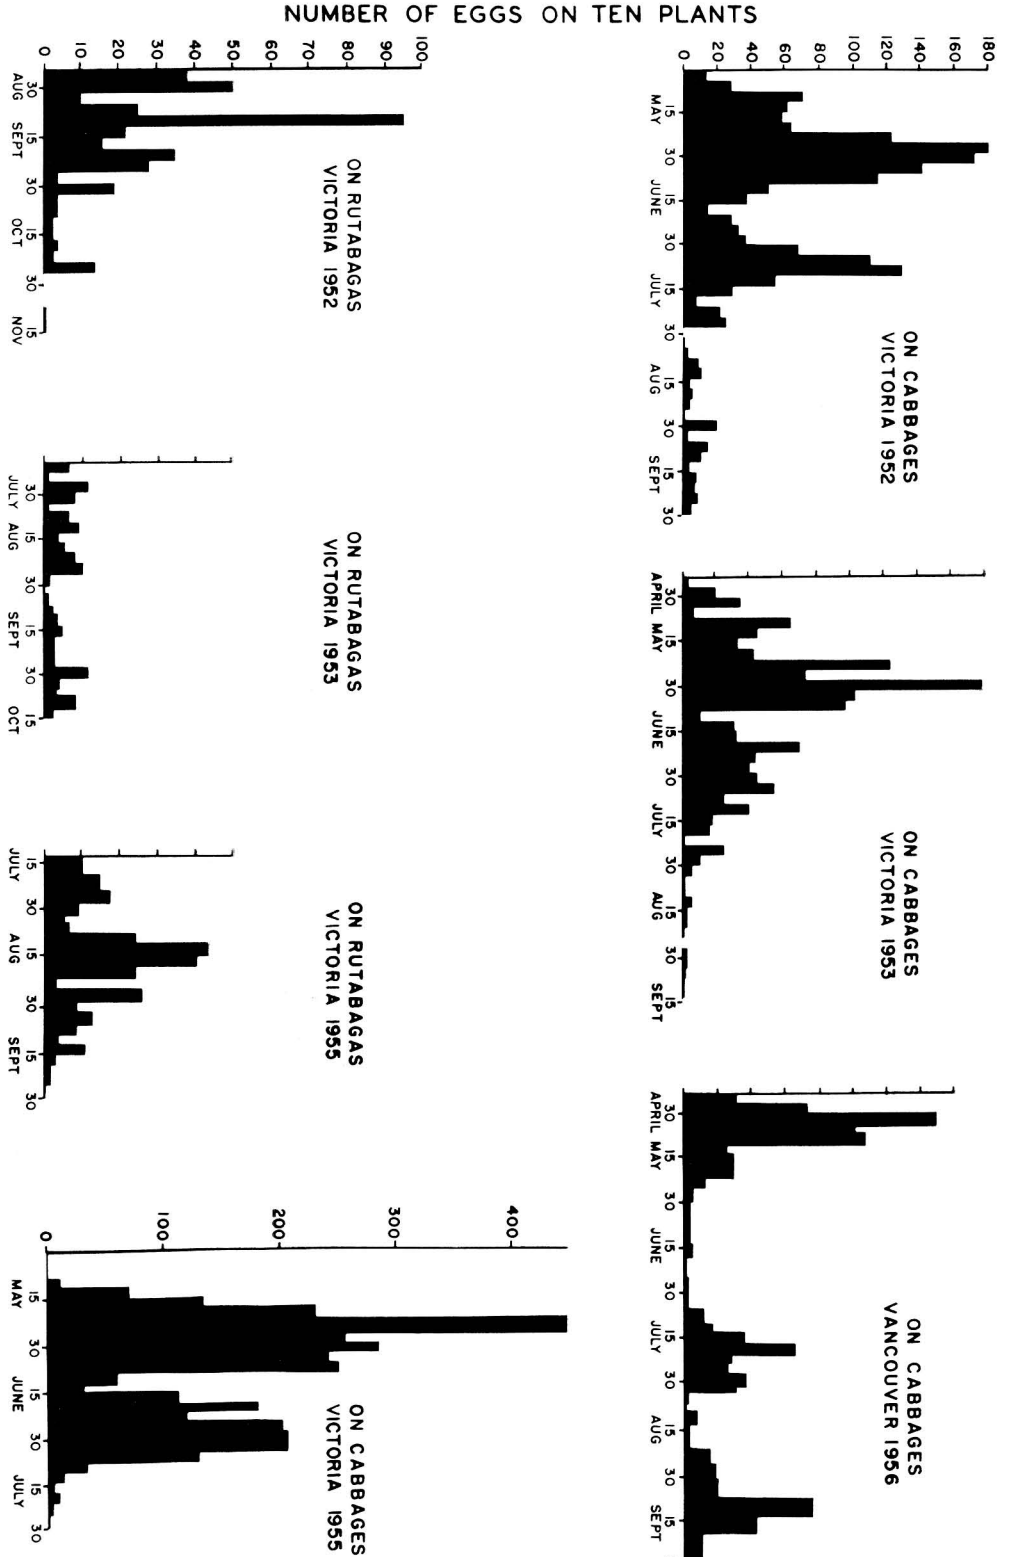 NUMBER OF EGGS ON TEN PLANTS
0 20 40 60 80 100 120 140 160 180
15 30 15 30 15 30 15 30 15 30
MAY JUNE JULY AUG SEPT
ON CABBAGES
VICTORIA 1952
30 15 30 15 30 15 30 15 30 15
APRIL MAY JUNE JULY AUG SEPT
ON CABBAGES
VICTORIA 1953
30 15 30 15 30 15 30 15 30 15
APRIL MAY JUNE JULY AUG SEPT
ON CABBAGES
VANCOUVER 1956
0 10 20 30 40 50 60 70 80 90 100
30 15 30 15 30 15
AUG SEPT OCT NOV
ON RUTABAGAS
VICTORIA 1952
30 15 30 15 30 15
JULY AUG SEPT OCT
ON RUTABAGAS
VICTORIA 1953
15 30 15 30 15 30
JULY AUG SEPT
ON RUTABAGAS
VICTORIA 1955
0 1000 2000 3000 4000
15 30 15 30 15 30
MAY JUNE JULY
ON CABBAGES
VICTORIA 1955